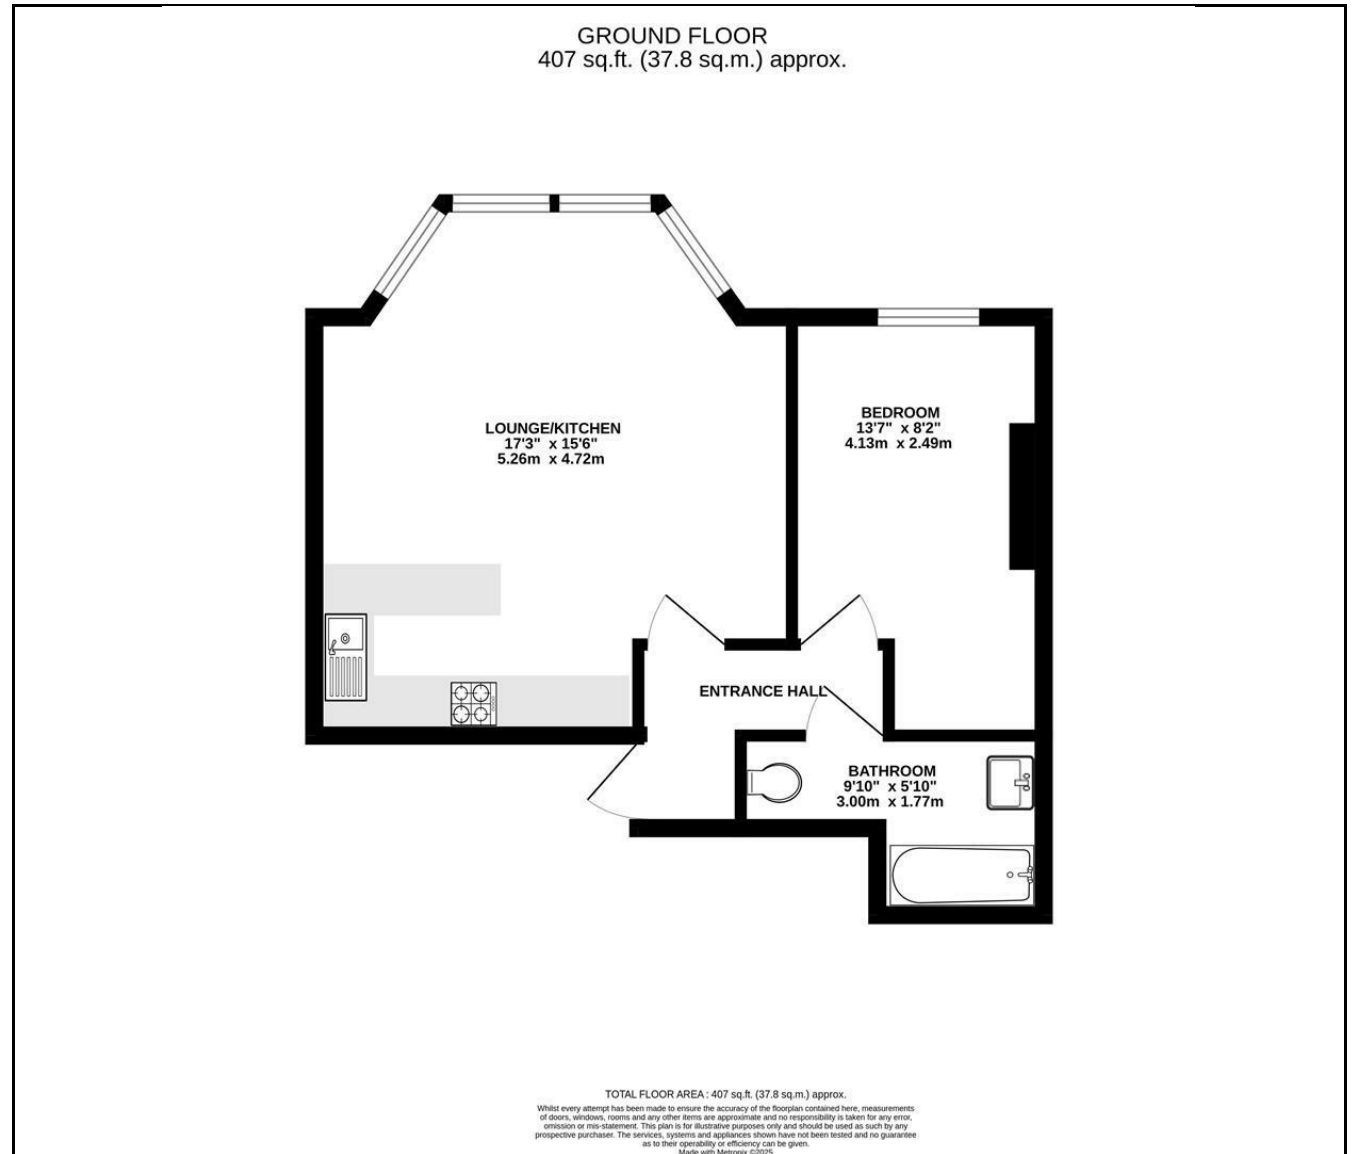 GROUND FLOOR
407 sq.ft. (37.8 sq.m.) approx.
LOUNGE/KITCHEN
17'3" x 15'6"
5.26m x 4.72m
BEDROOM
13'7" x 8'2"
4.13m x 2.49m
ENTRANCE HALL
BATHROOM
9'10" x 5'10"
3.00m x 1.77m
TOTAL FLOOR AREA : 407 sq.ft. (37.8 sq.m.) approx.
Whilst every attempt has been made to ensure the accuracy of the floorplan contained here, measurements
of doors, windows, rooms and any other items are approximate and no responsibility is taken for any error,
omission or mis-statement. This plan is for illustrative purposes only and should be used as such by any
prospective purchaser. The services, systems and appliances shown have not been tested and no guarantee
as to their operability or efficiency can be given.
Made with Metropix ©2025